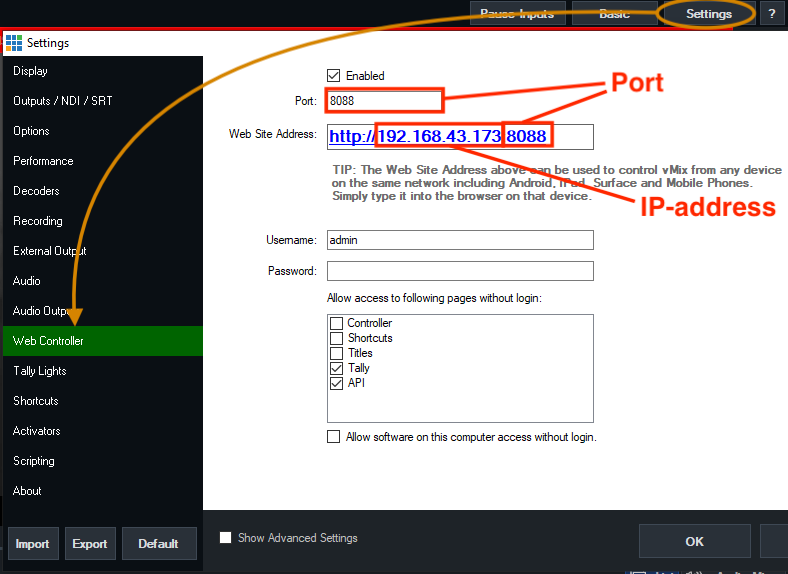 Pause Inputs
Basic
Settings
?
Settings
Display
Outputs / NDI / SRT
Options
Performance
Decoders
Recording
External Output
Audio
Audio Outputs
Web Controller
Tally Lights
Shortcuts
Activators
Scripting
About
Import
Export
Default
Enabled
Port:
8088
Port
Web Site Address:
http://192.168.43.173:8088
TIP: The Web Site Address above can be used to control vMix from any device
on the same network including Android, iPad, Surface and Mobile Phones.
Simply type it into the browser on that device.
IP-address
Username:
admin
Password:
Allow access to following pages without login:
Controller
Shortcuts
Titles
Tally
API
Allow software on this computer access without login.
Show Advanced Settings
OK